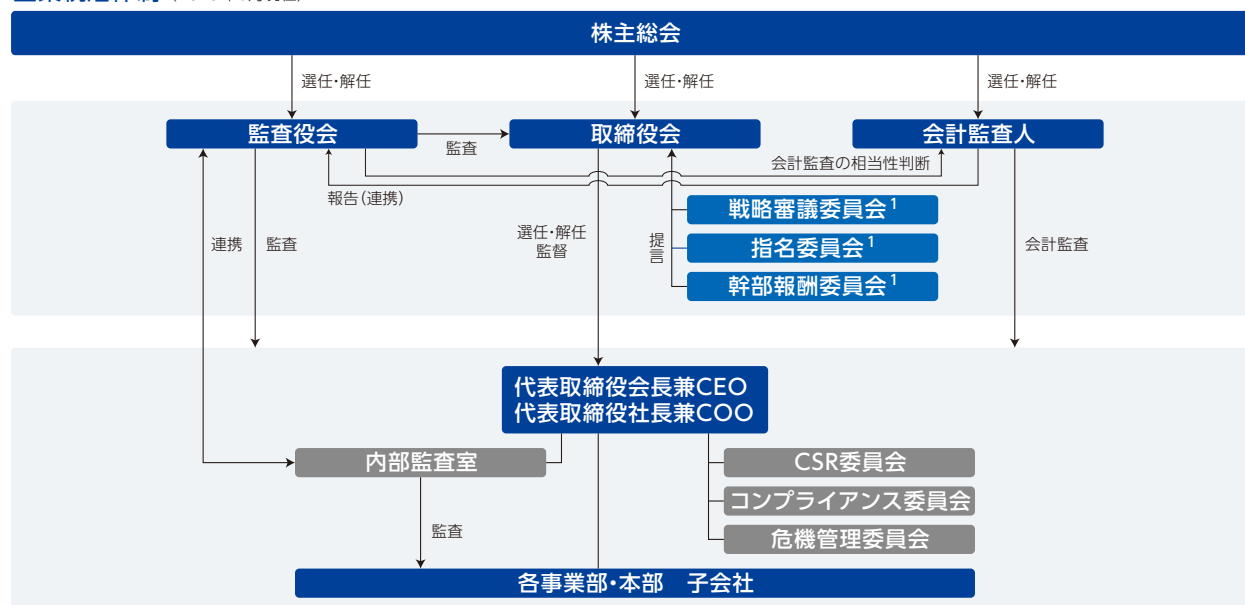 株主総会
選任・解任
選任・解任
選任・解任
監査役会
取締役会
会計監査人
監査
会計監査の相当性判断
報告（連携）
戦略審議委員会1
連携
監査
選任・解任
監督
提言
指名委員会1
会計監査
幹部報酬委員会1
代表取締役会長兼CEO
代表取締役社長兼COO
内部監査室
CSR委員会
コンプライアンス委員会
監査
危機管理委員会
各事業部・本部　子会社